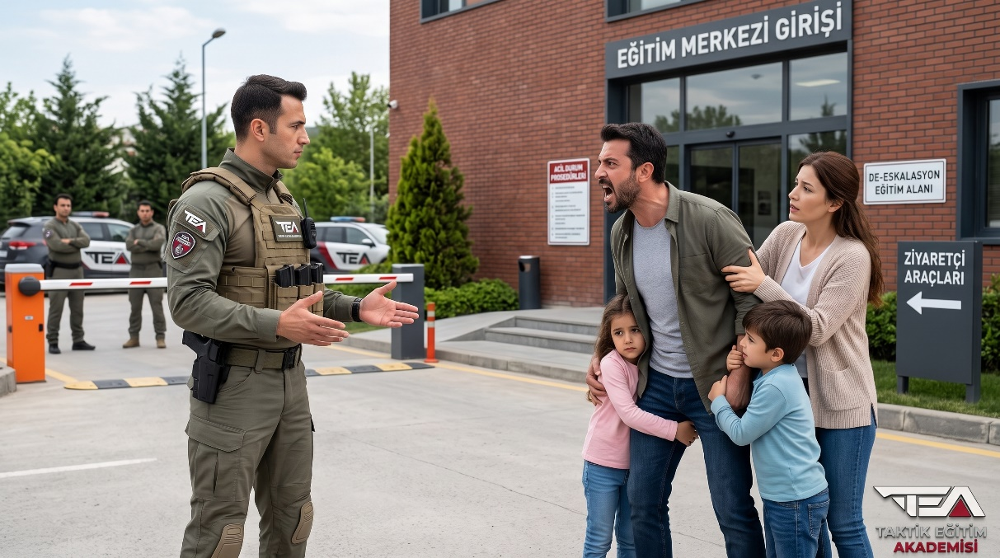 EĞİTİM MERKEZİ GİRİŞİ
ACİL DURUM
PROSEDÜRLERİ
DE-ESKALASYON
EĞİTİM ALANI
ZİYARETÇİ
ARAÇLARI
TEA
TEA
TEA
TEA
TAKTİK EĞİTİM
AKADEMİSİ